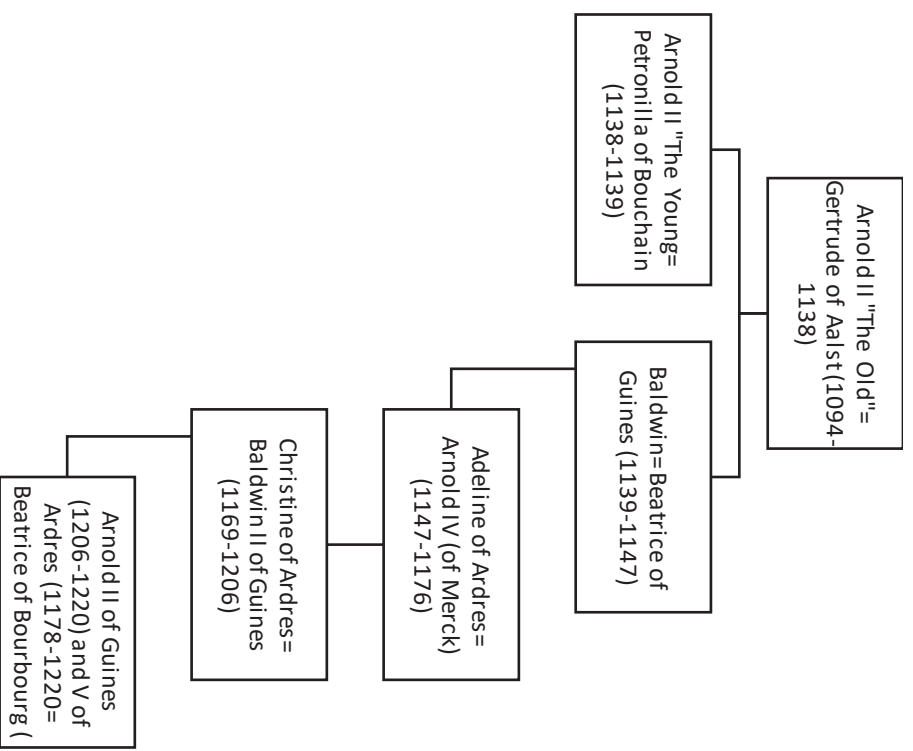 Arnold II "The Old"=
Gertrude of Aalst (1094-
1138)
Arnold II "The Young=
Petronilla of Bouchain
(1138-1139)
Baldwin= Beatrice of
Guines (1139-1147)
Adeline of Ardres=
Arnold IV (of Merck)
(1147-1176)
Christine of Ardres=
Baldwin II of Guines
(1169-1206)
Arnold II of Guines
(1206-1220) and V of
Ardres (1178-1220=
Beatrice of Bourbourg (